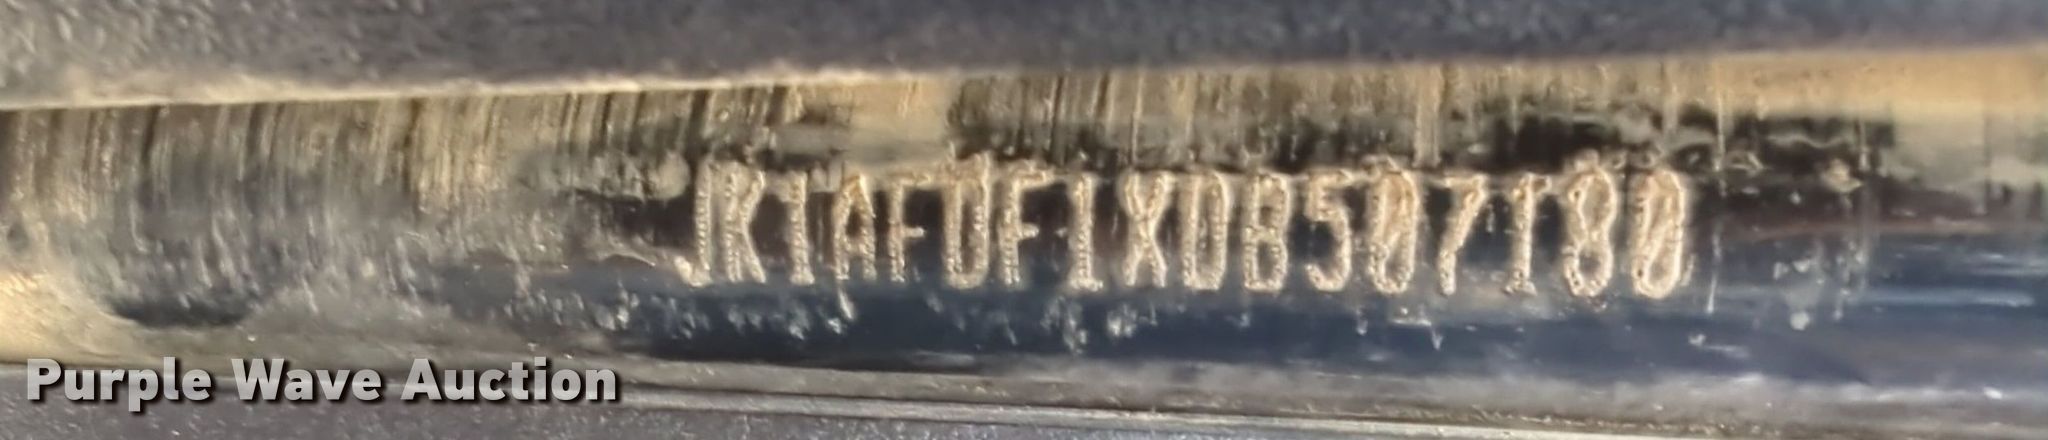 JK1AFDF1XDB507180
Purple Wave Auction